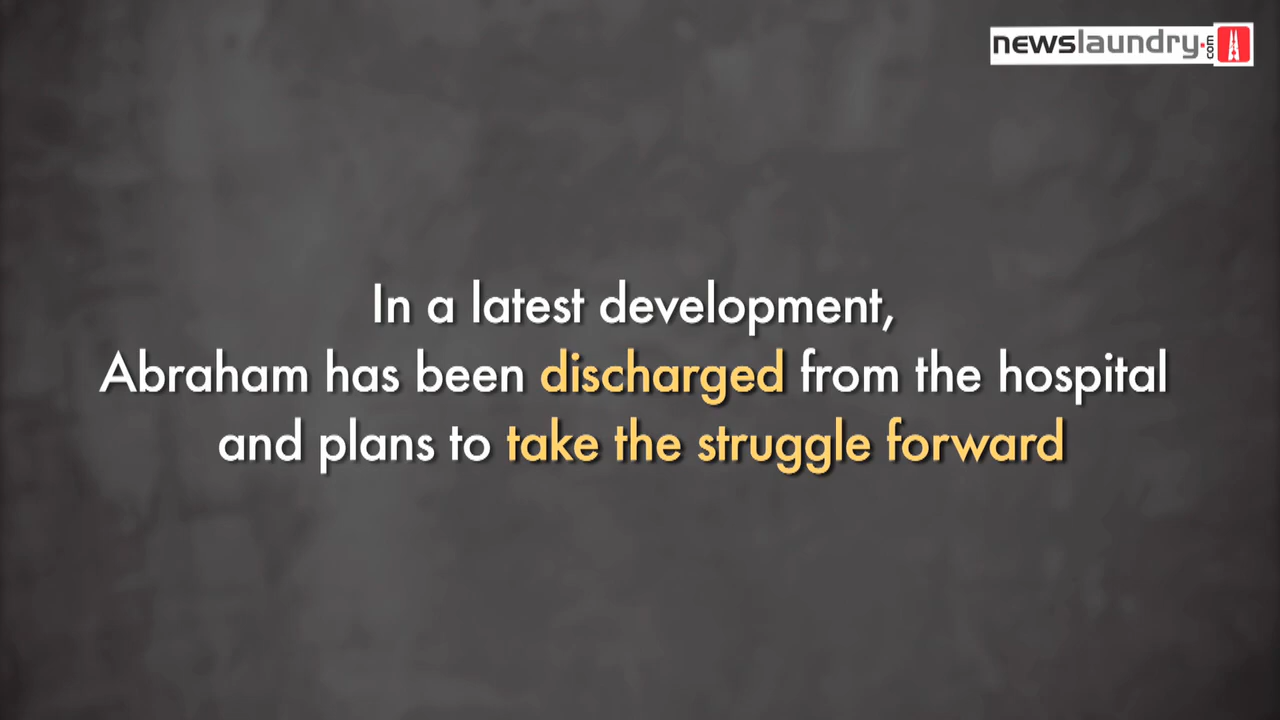 newslaundry.com
In a latest development,
Abraham has been discharged from the hospital
and plans to take the struggle forward